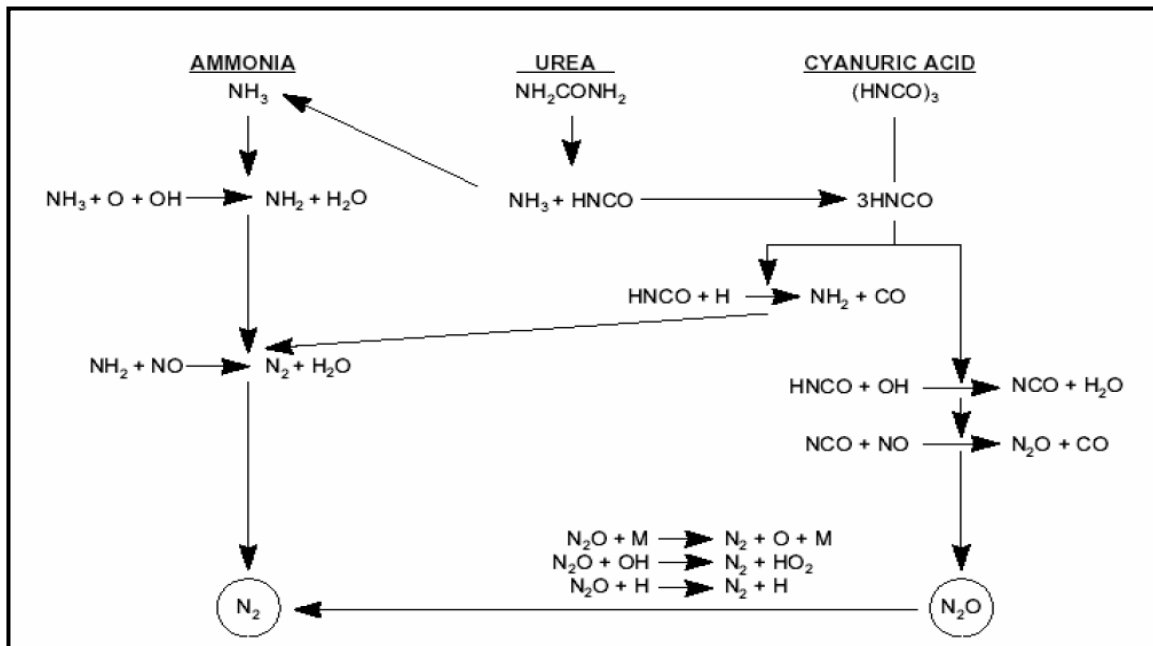 AMMONIA UREA CYANURIC ACID
NH₃ NH₂CONH₂ (HNCO)₃
NH₃ + O + OH NH₂ + H₂O NH₃ + HNCO 3HNCO
HNCO + H NH₂ + CO
NH₂ + NO N₂ + H₂O
HNCO + OH NCO + H₂O
NCO + NO N₂O + CO
N₂O + M N₂ + O + M
N₂O + OH N₂ + HO₂
N₂O + H N₂ + H
N₂ N₂O